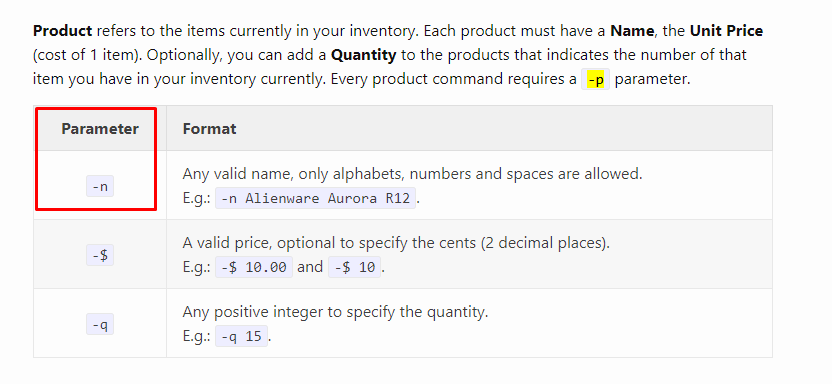 Product refers to the items currently in your inventory. Each product must have a Name, the Unit Price
(cost of 1 item). Optionally, you can add a Quantity to the products that indicates the number of that
item you have in your inventory currently. Every product command requires a -p parameter.
Parameter Format
-n
Any valid name, only alphabets, numbers and spaces are allowed.
E.g.: -n Alienware Aurora R12.
-$
A valid price, optional to specify the cents (2 decimal places).
E.g.: -$ 10.00 and -$ 10.
-q
Any positive integer to specify the quantity.
E.g.: -q 15.